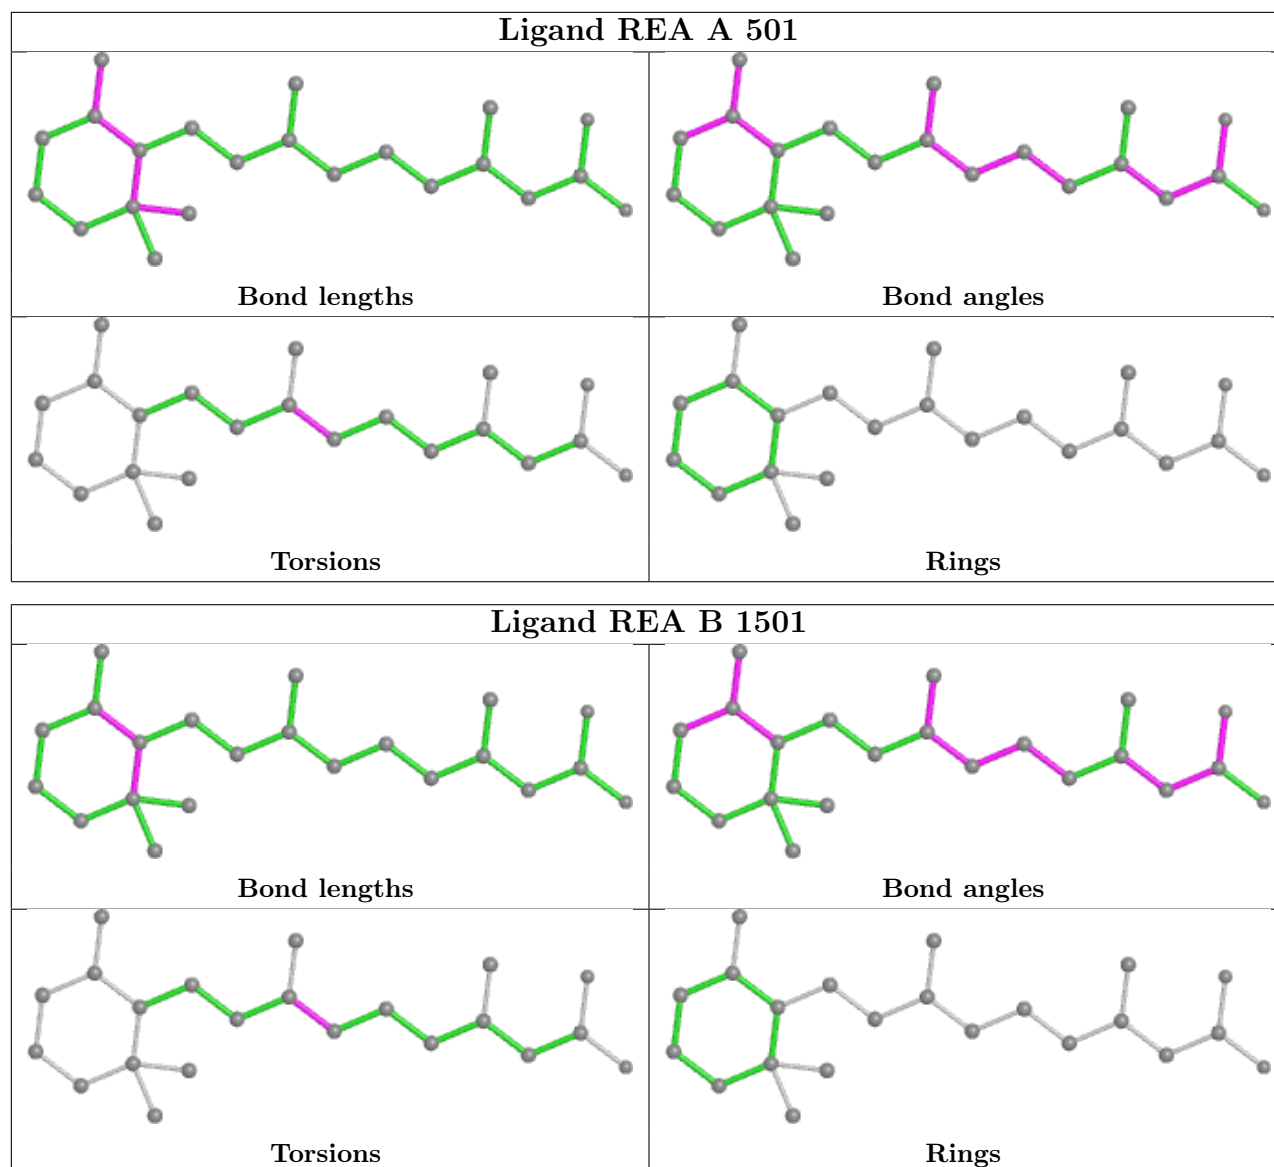 Ligand REA A 501
Bond lengths
Bond angles
Torsions
Rings
Ligand REA B 1501
Bond lengths
Bond angles
Torsions
Rings